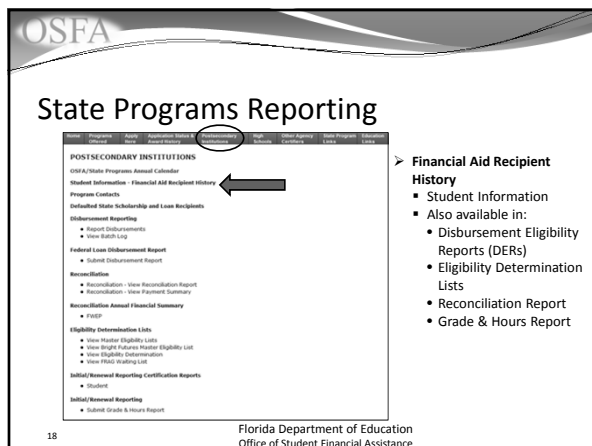 OSFA
State Programs Reporting
Home Programs Offered Apply Here Application Status & Award History Postsecondary Institutions High Schools Other Agency Certifiers State Program Links Education Links
POSTSECONDARY INSTITUTIONS
OSFA/State Programs Annual Calendar
Student Information - Financial Aid Recipient History
Program Contacts
Defaulted State Scholarship and Loan Recipients
Disbursement Reporting
• Report Disbursements
• View Batch Log
Federal Loan Disbursement Report
• Submit Disbursement Report
Reconciliation
• Reconciliation - View Reconciliation Report
• Reconciliation - View Payment Summary
Reconciliation Annual Financial Summary
• FWEP
Eligibility Determination Lists
• View Master Eligibility Lists
• View Bright Futures Master Eligibility List
• View Eligibility Determination
• View FRAG Waiting List
Initial/Renewal Reporting Certification Reports
• Student
Initial/Renewal Reporting
• Submit Grade & Hours Report
➢ Financial Aid Recipient
History
▪ Student Information
▪ Also available in:
• Disbursement Eligibility
Reports (DERs)
• Eligibility Determination
Lists
• Reconciliation Report
• Grade & Hours Report
18
Florida Department of Education
Office of Student Financial Assistance